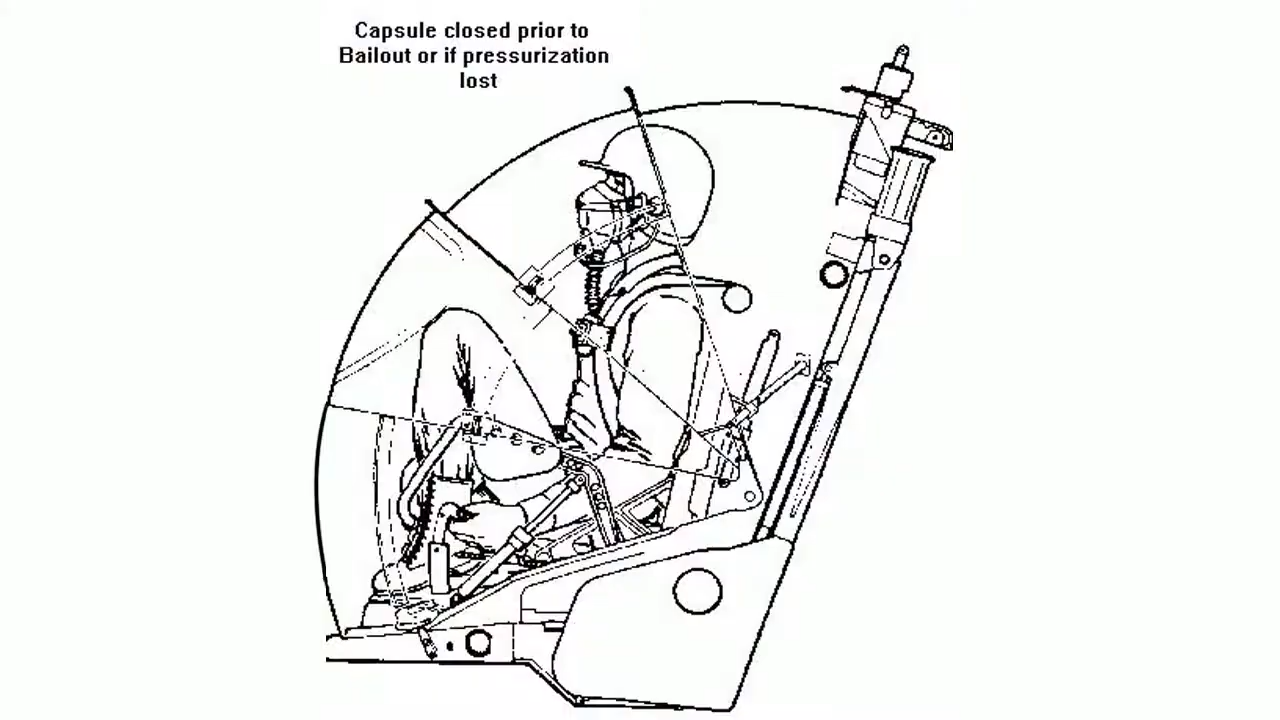 Capsule closed prior to
Bailout or if pressurization
lost